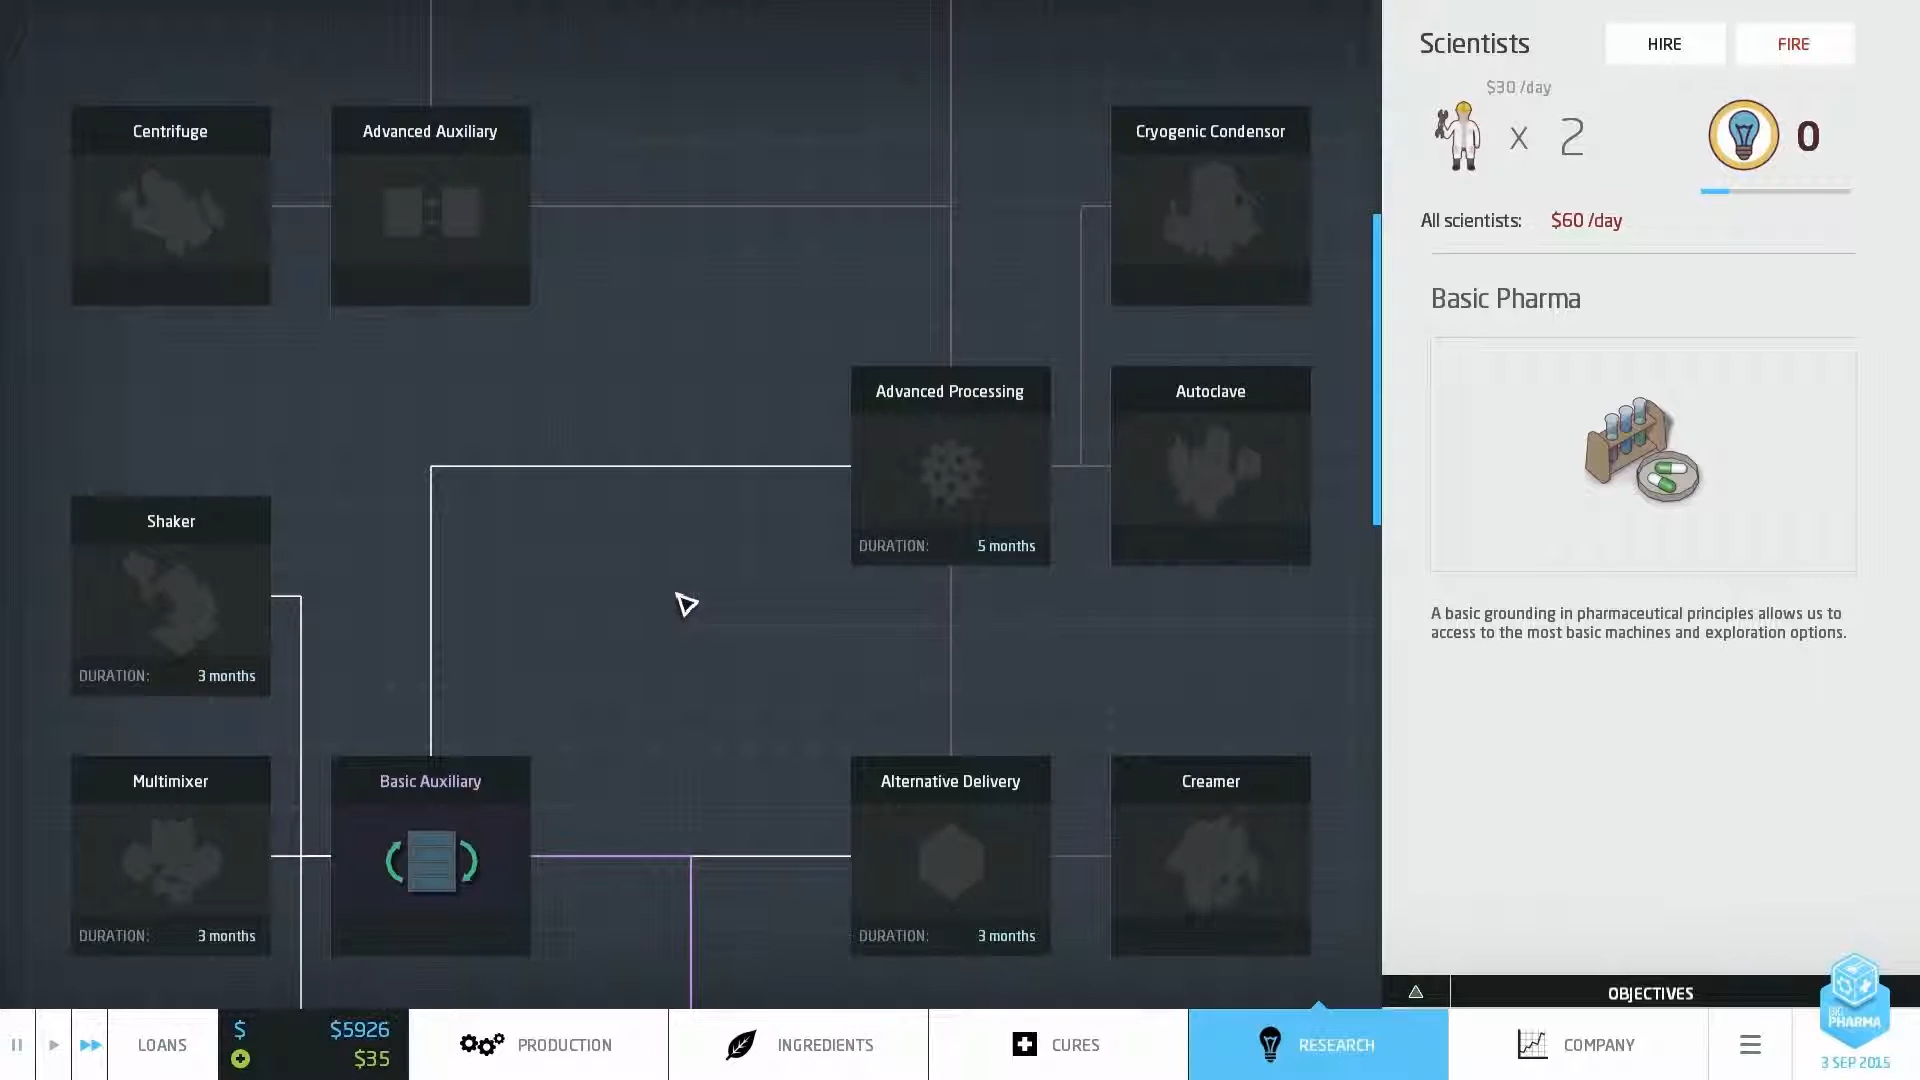 Centrifuge
Advanced Auxiliary
Cryogenic Condensor
Advanced Processing
DURATION: 5 months
Autoclave
Shaker
DURATION: 3 months
Multimixer
DURATION: 3 months
Basic Auxiliary
Alternative Delivery
DURATION: 3 months
Creamer
Scientists
HIRE
FIRE
$30 /day
X 2
0
All scientists: $60 /day
Basic Pharma
A basic grounding in pharmaceutical principles allows us to
access to the most basic machines and exploration options.
OBJECTIVES
LOANS
$ $5926
$35
PRODUCTION
INGREDIENTS
CURES
RESEARCH
COMPANY
BIG
PHARMA
3 SEP 2015